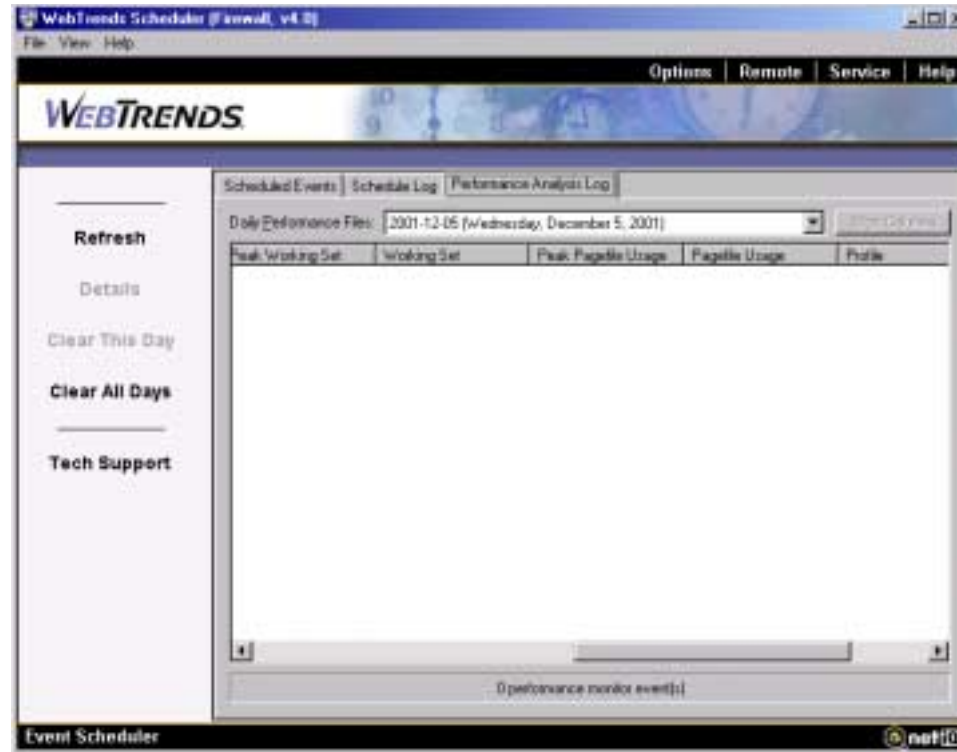 WebTrends Scheduler (Firewall, v4.0)
File View Help
Options Remote Service Help
WEBTRENDS
Scheduled Events Schedule Log Performance Analysis Log
Daily Performance Files: 2001-12-05 (Wednesday, December 5, 2001)
Peak Working Set Working Set Peak Pagefile Usage Pagefile Usage Profile
Refresh
Details
Clear This Day
Clear All Days
Tech Support
0 performance monitor event(s)
Event Scheduler